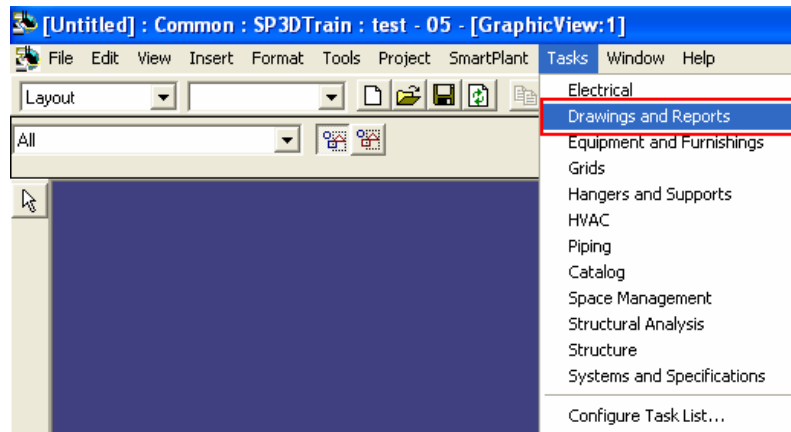 [Untitled] : Common : SP3DTrain : test - 05 - [GraphicView:1]
File Edit View Insert Format Tools Project SmartPlant Tasks Window Help
Layout
All
Electrical
Drawings and Reports
Equipment and Furnishings
Grids
Hangers and Supports
HVAC
Piping
Catalog
Space Management
Structural Analysis
Structure
Systems and Specifications
Configure Task List...